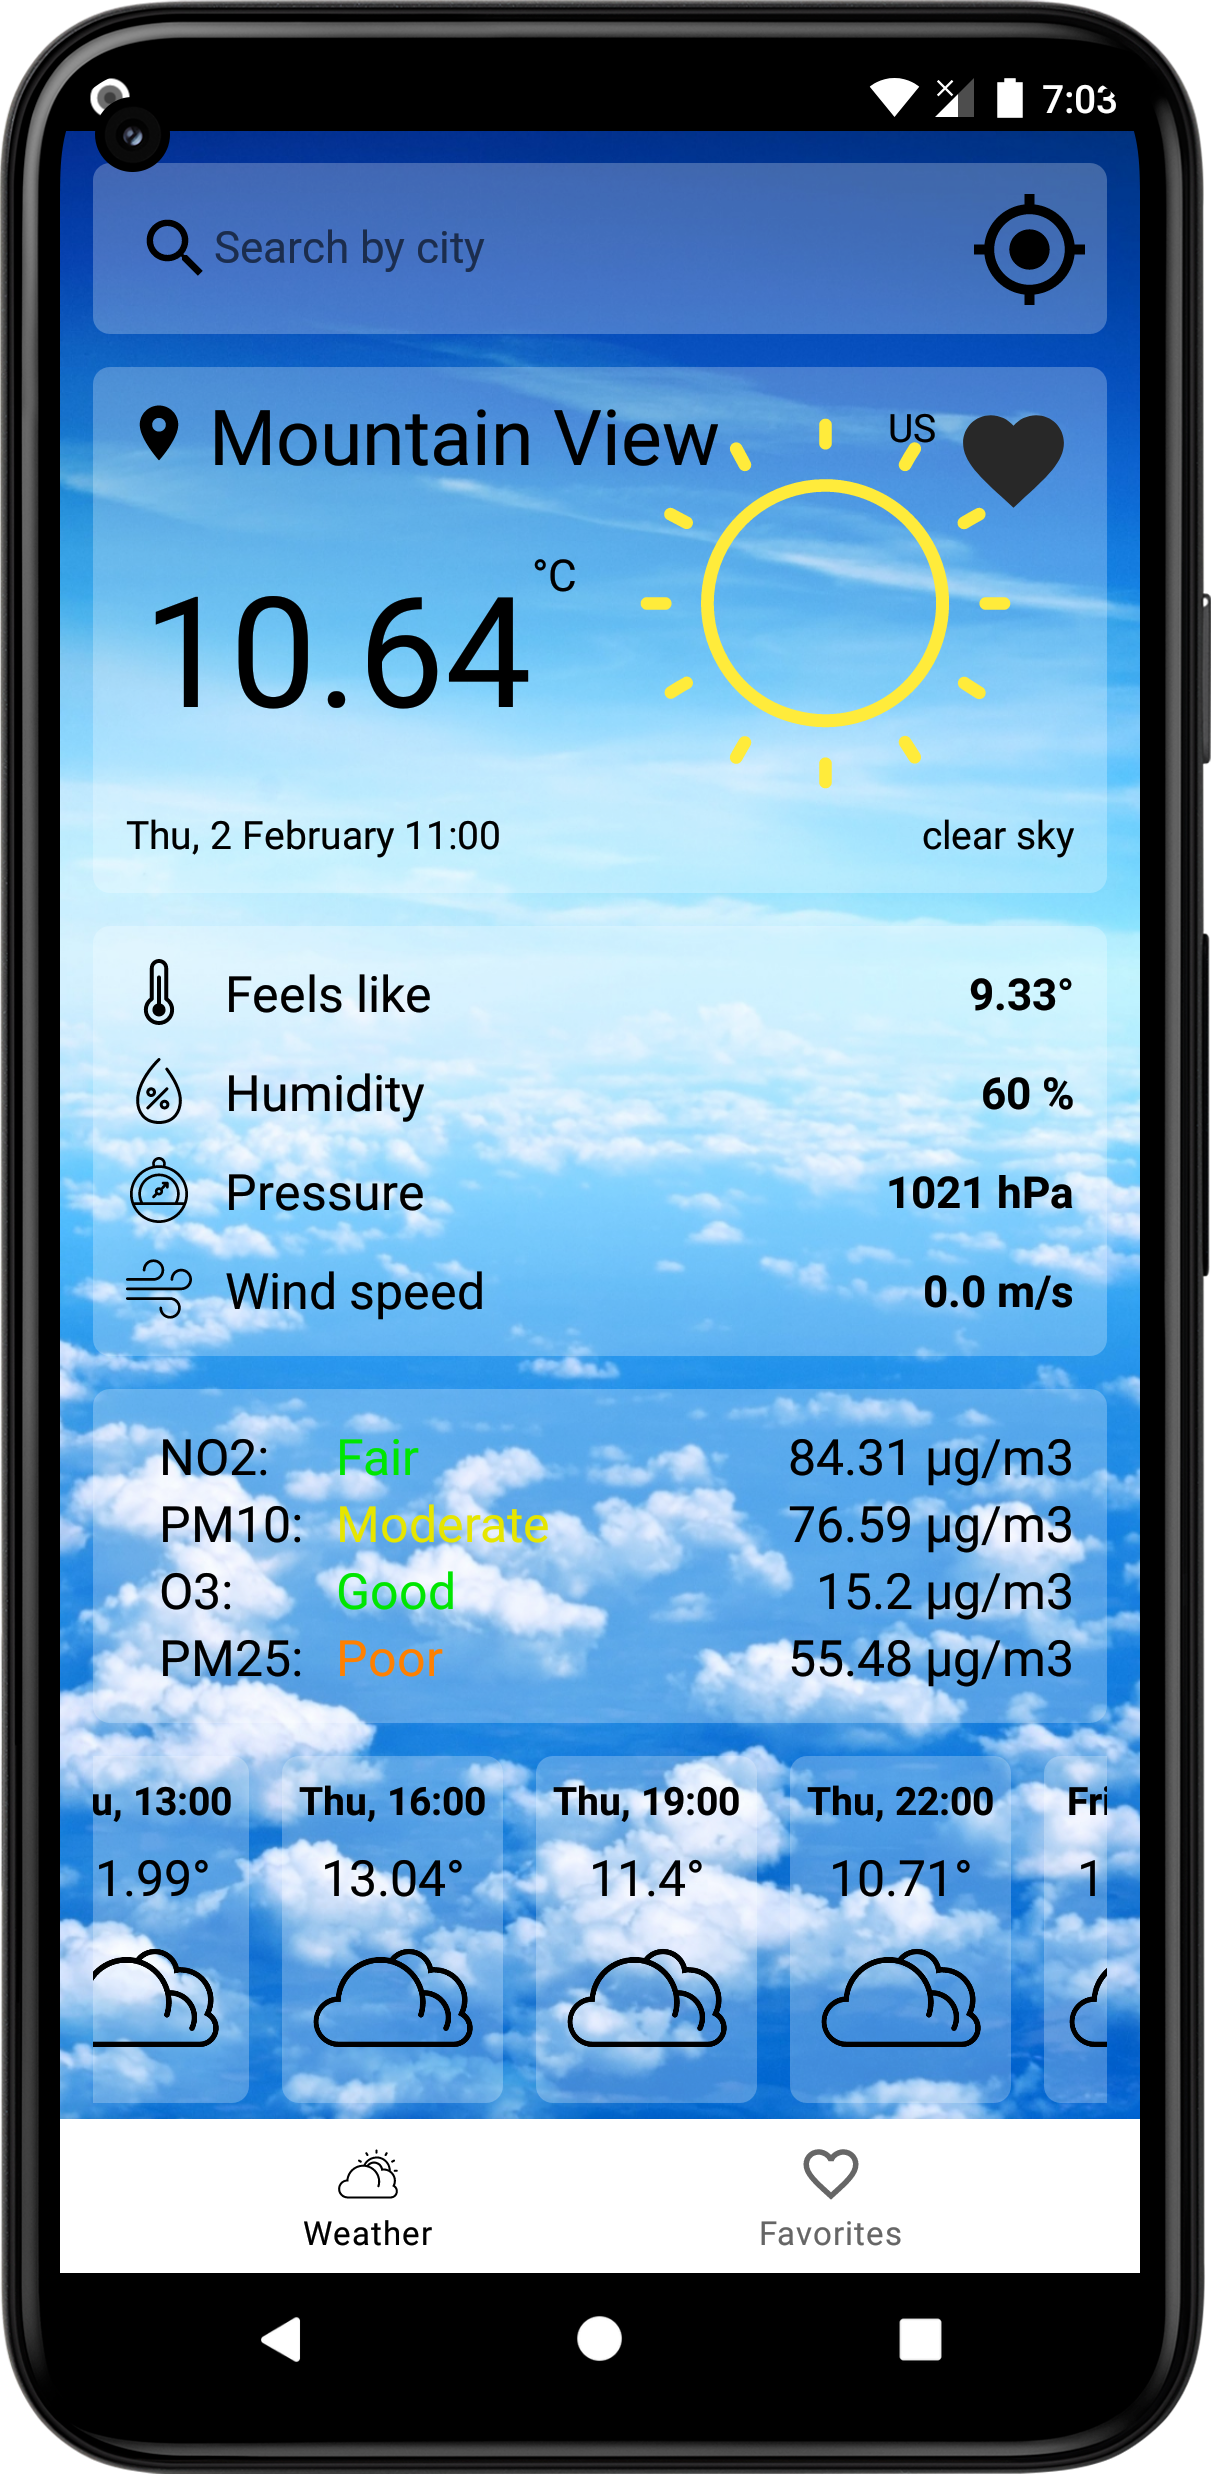 7:03
Search by city
Mountain View US
°C
10.64
Thu, 2 February 11:00 clear sky
Feels like 9.33°
Humidity 60 %
Pressure 1021 hPa
Wind speed 0.0 m/s
NO2: Fair 84.31 µg/m3
PM10: Moderate 76.59 µg/m3
O3: Good 15.2 µg/m3
PM25: Poor 55.48 µg/m3
u, 13:00 Thu, 16:00 Thu, 19:00 Thu, 22:00 Fri
1.99° 13.04° 11.4° 10.71° 1
Weather Favorites